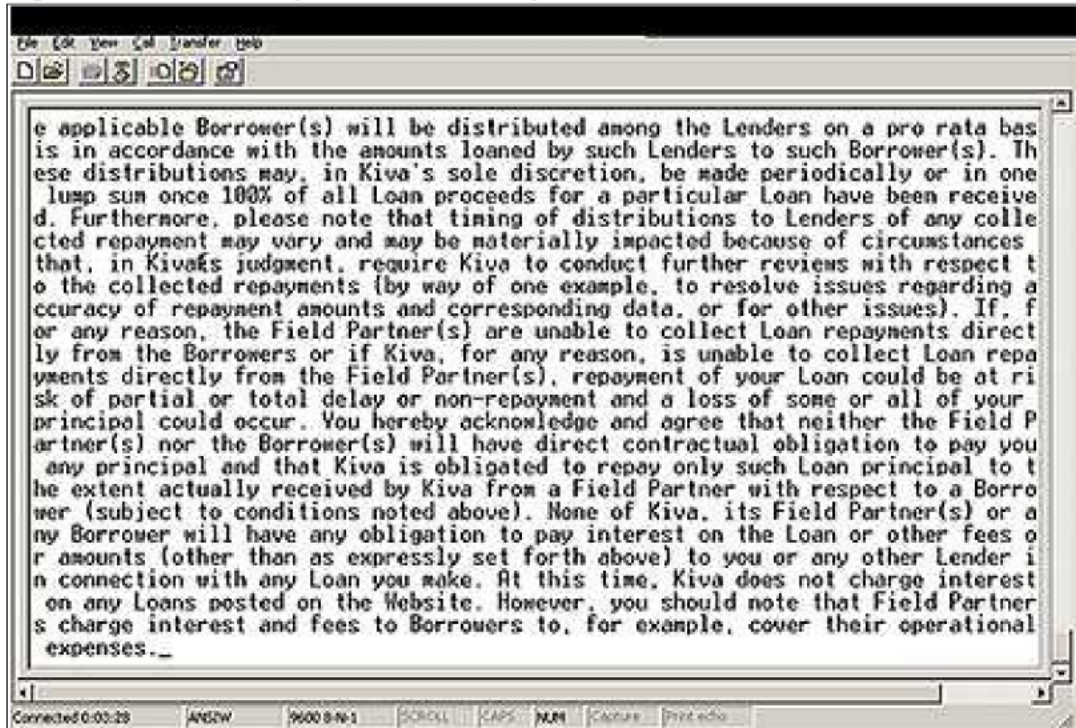 File Edit View Call Transfer Help
e applicable Borrower(s) will be distributed among the Lenders on a pro rata bas
is in accordance with the amounts loaned by such Lenders to such Borrower(s). Th
ese distributions may, in Kiva's sole discretion, be made periodically or in one
lump sum once 100% of all Loan proceeds for a particular Loan have been receive
d. Furthermore, please note that timing of distributions to Lenders of any colle
cted repayment may vary and may be materially impacted because of circumstances
that, in Kivaés judgment, require Kiva to conduct further reviews with respect t
o the collected repayments (by way of one example, to resolve issues regarding a
ccuracy of repayment amounts and corresponding data, or for other issues). If, f
or any reason, the Field Partner(s) are unable to collect Loan repayments direct
ly from the Borrowers or if Kiva, for any reason, is unable to collect Loan repa
yments directly from the Field Partner(s), repayment of your Loan could be at ri
sk of partial or total delay or non-repayment and a loss of some or all of your
principal could occur. You hereby acknowledge and agree that neither the Field P
artner(s) nor the Borrower(s) will have direct contractual obligation to pay you
any principal and that Kiva is obligated to repay only such Loan principal to t
he extent actually received by Kiva from a Field Partner with respect to a Borro
wer (subject to conditions noted above). None of Kiva, its Field Partner(s) or a
ny Borrower will have any obligation to pay interest on the Loan or other fees o
r amounts (other than as expressly set forth above) to you or any other Lender i
n connection with any Loan you make. At this time, Kiva does not charge interest
on any Loans posted on the Website. However, you should note that Field Partner
s charge interest and fees to Borrowers to, for example, cover their operational
expenses._
Connected 0:03:28 ANSIW 9600 8-N-1 SCROLL CAPS NUM Capture Print echo